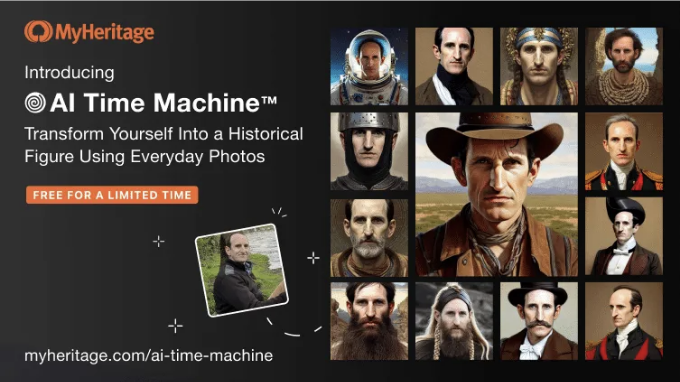 MyHeritage
Introducing
AI Time Machine™
Transform Yourself Into a Historical
Figure Using Everyday Photos
FREE FOR A LIMITED TIME
myheritage.com/ai-time-machine